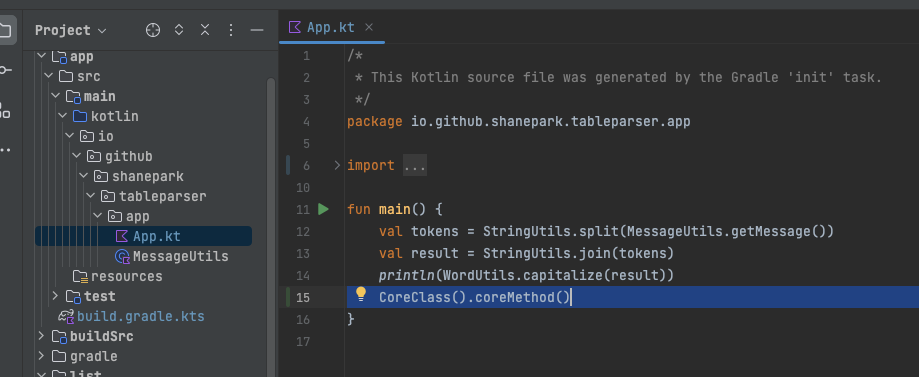 Project
App.kt
app
src
main
kotlin
io
github
shanepark
tableparser
app
App.kt
MessageUtils
resources
test
build.gradle.kts
buildSrc
gradle
list
1 /*
2  * This Kotlin source file was generated by the Gradle 'init' task.
3  */
4 package io.github.shanepark.tableparser.app
5
6 import ...
10
11 fun main() {
12     val tokens = StringUtils.split(MessageUtils.getMessage())
13     val result = StringUtils.join(tokens)
14     println(WordUtils.capitalize(result))
15     CoreClass().coreMethod()
16 }
17